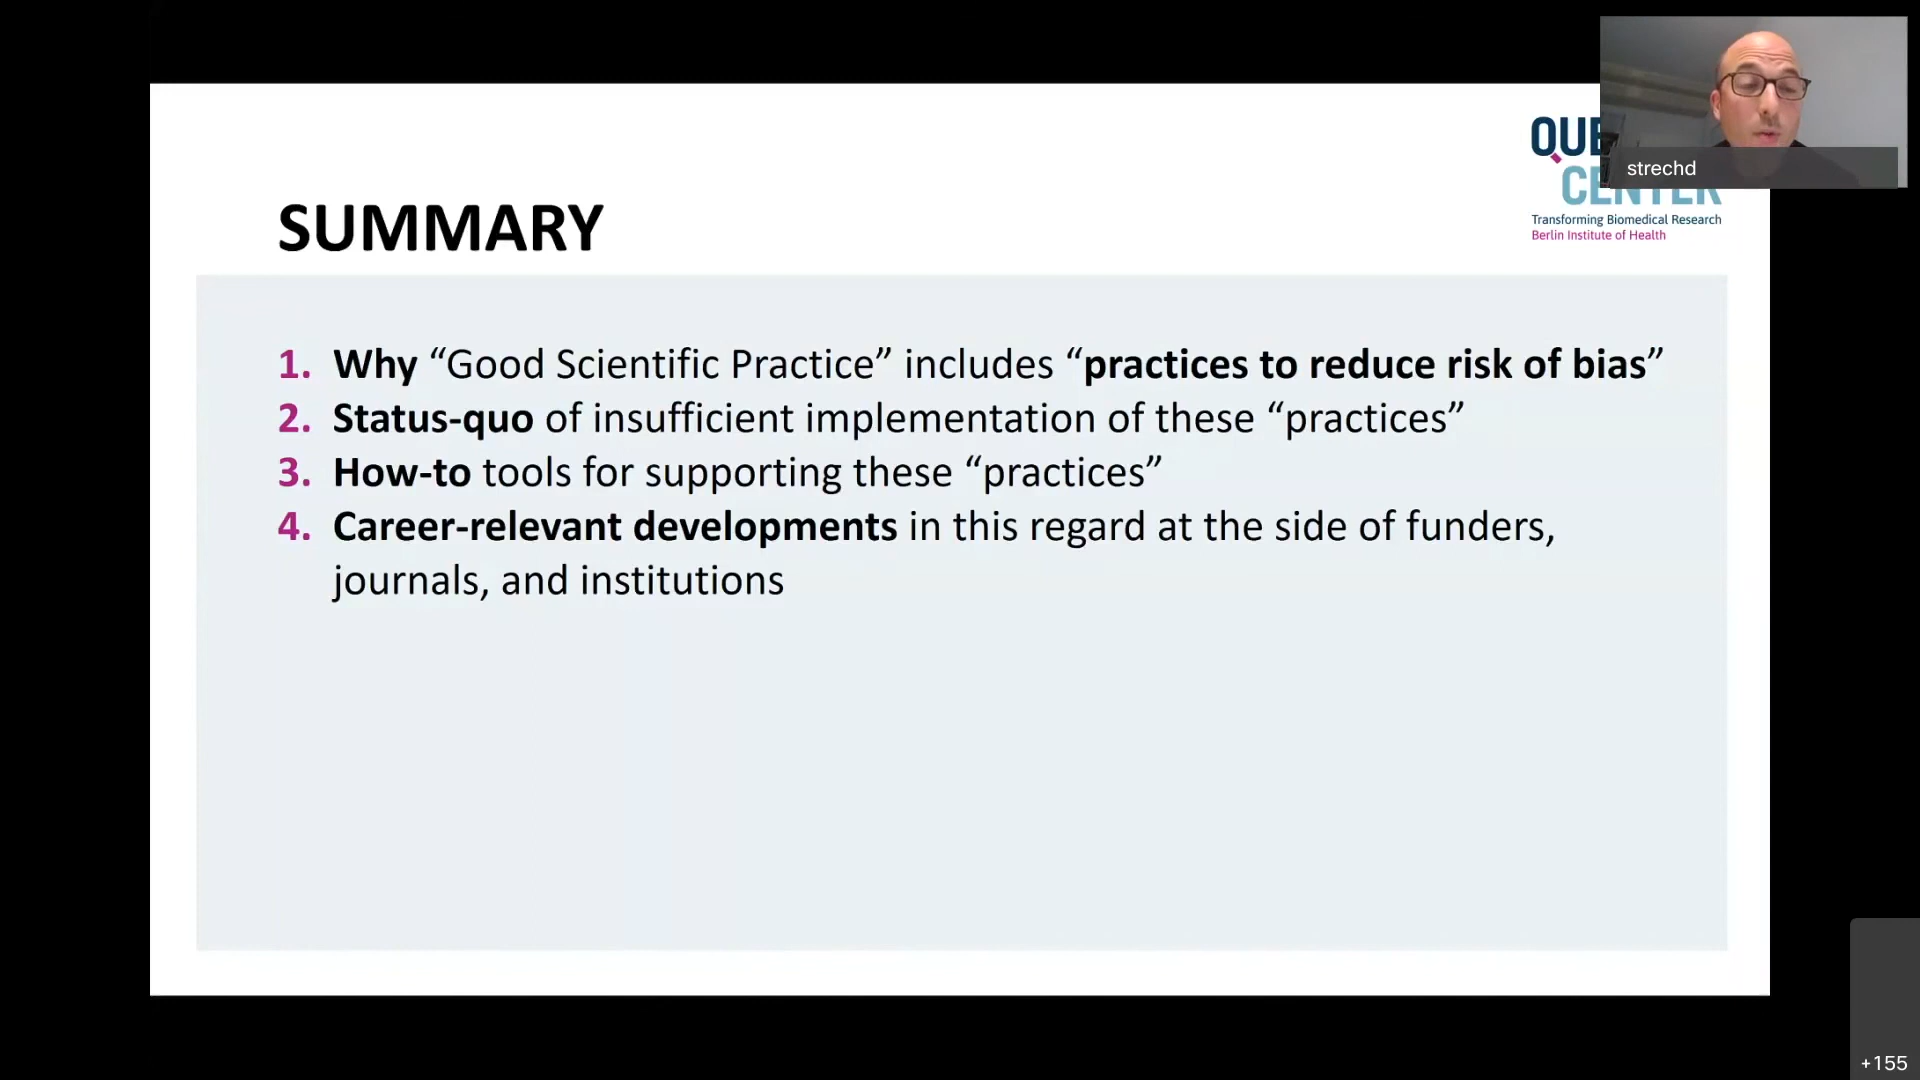 strechd
CENTER
Transforming Biomedical Research
Berlin Institute of Health
SUMMARY
1. Why “Good Scientific Practice” includes “practices to reduce risk of bias”
2. Status-quo of insufficient implementation of these “practices”
3. How-to tools for supporting these “practices”
4. Career-relevant developments in this regard at the side of funders,
journals, and institutions
+155